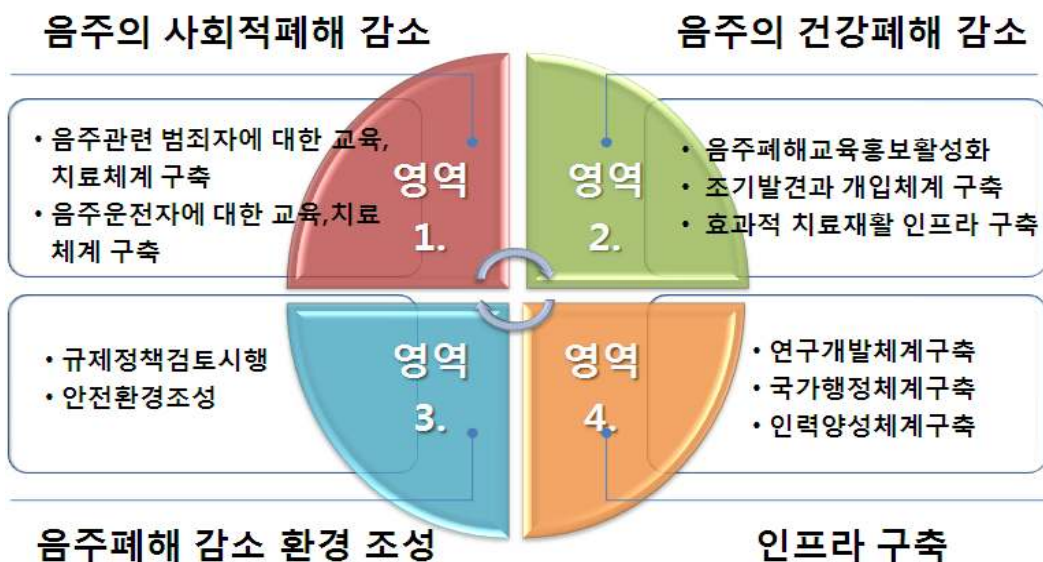 음주의 사회적폐해 감소
음주의 건강폐해 감소
• 음주관련 범죄자에 대한 교육,
치료체계 구축
• 음주운전자에 대한 교육,치료
체계 구축
영역
1.
영역
2.
• 음주폐해교육홍보활성화
• 조기발견과 개입체계 구축
• 효과적 치료재활 인프라 구축
• 규제정책검토시행
• 안전환경조성
영역
3.
영역
4.
• 연구개발체계구축
• 국가행정체계구축
• 인력양성체계구축
음주폐해 감소 환경 조성
인프라 구축